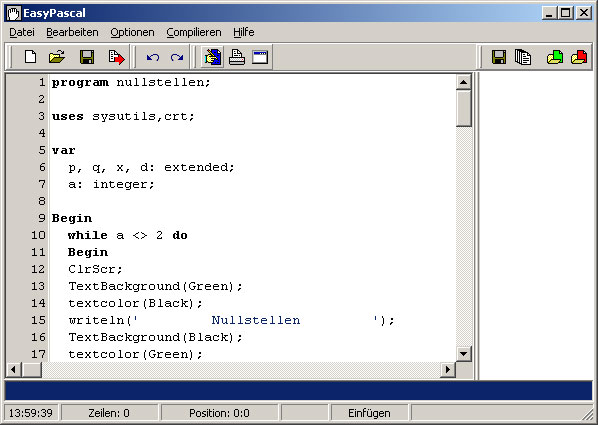 EasyPascal
Datei Bearbeiten Optionen Compilieren Hilfe
1 program nullstellen;
2
3 uses sysutils,crt;
4
5 var
6 p, q, x, d: extended;
7 a: integer;
8
9 Begin
10 while a <> 2 do
11 Begin
12 ClrScr;
13 TextBackground(Green);
14 textcolor(Black);
15 writeln('          Nullstellen          ');
16 TextBackground(Black);
17 textcolor(Green);
13:59:39 Zeilen: 0 Position: 0:0 Einfügen